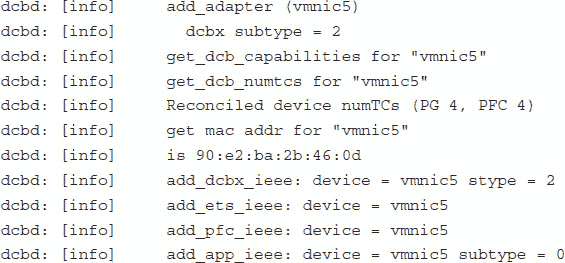 dcbd: [info]     add_adapter (vmnic5)
dcbd: [info]       dcbx subtype = 2
dcbd: [info]     get_dcb_capabilities for "vmnic5"
dcbd: [info]     get_dcb_numtcs for "vmnic5"
dcbd: [info]     Reconciled device numTCs (PG 4, PFC 4)
dcbd: [info]     get mac addr for "vmnic5"
dcbd: [info]     is 90:e2:ba:2b:46:0d
dcbd: [info]     add_dcbx_ieee: device = vmnic5 stype = 2
dcbd: [info]     add_ets_ieee: device = vmnic5
dcbd: [info]     add_pfc_ieee: device = vmnic5
dcbd: [info]     add_app_ieee: device = vmnic5 subtype = 0